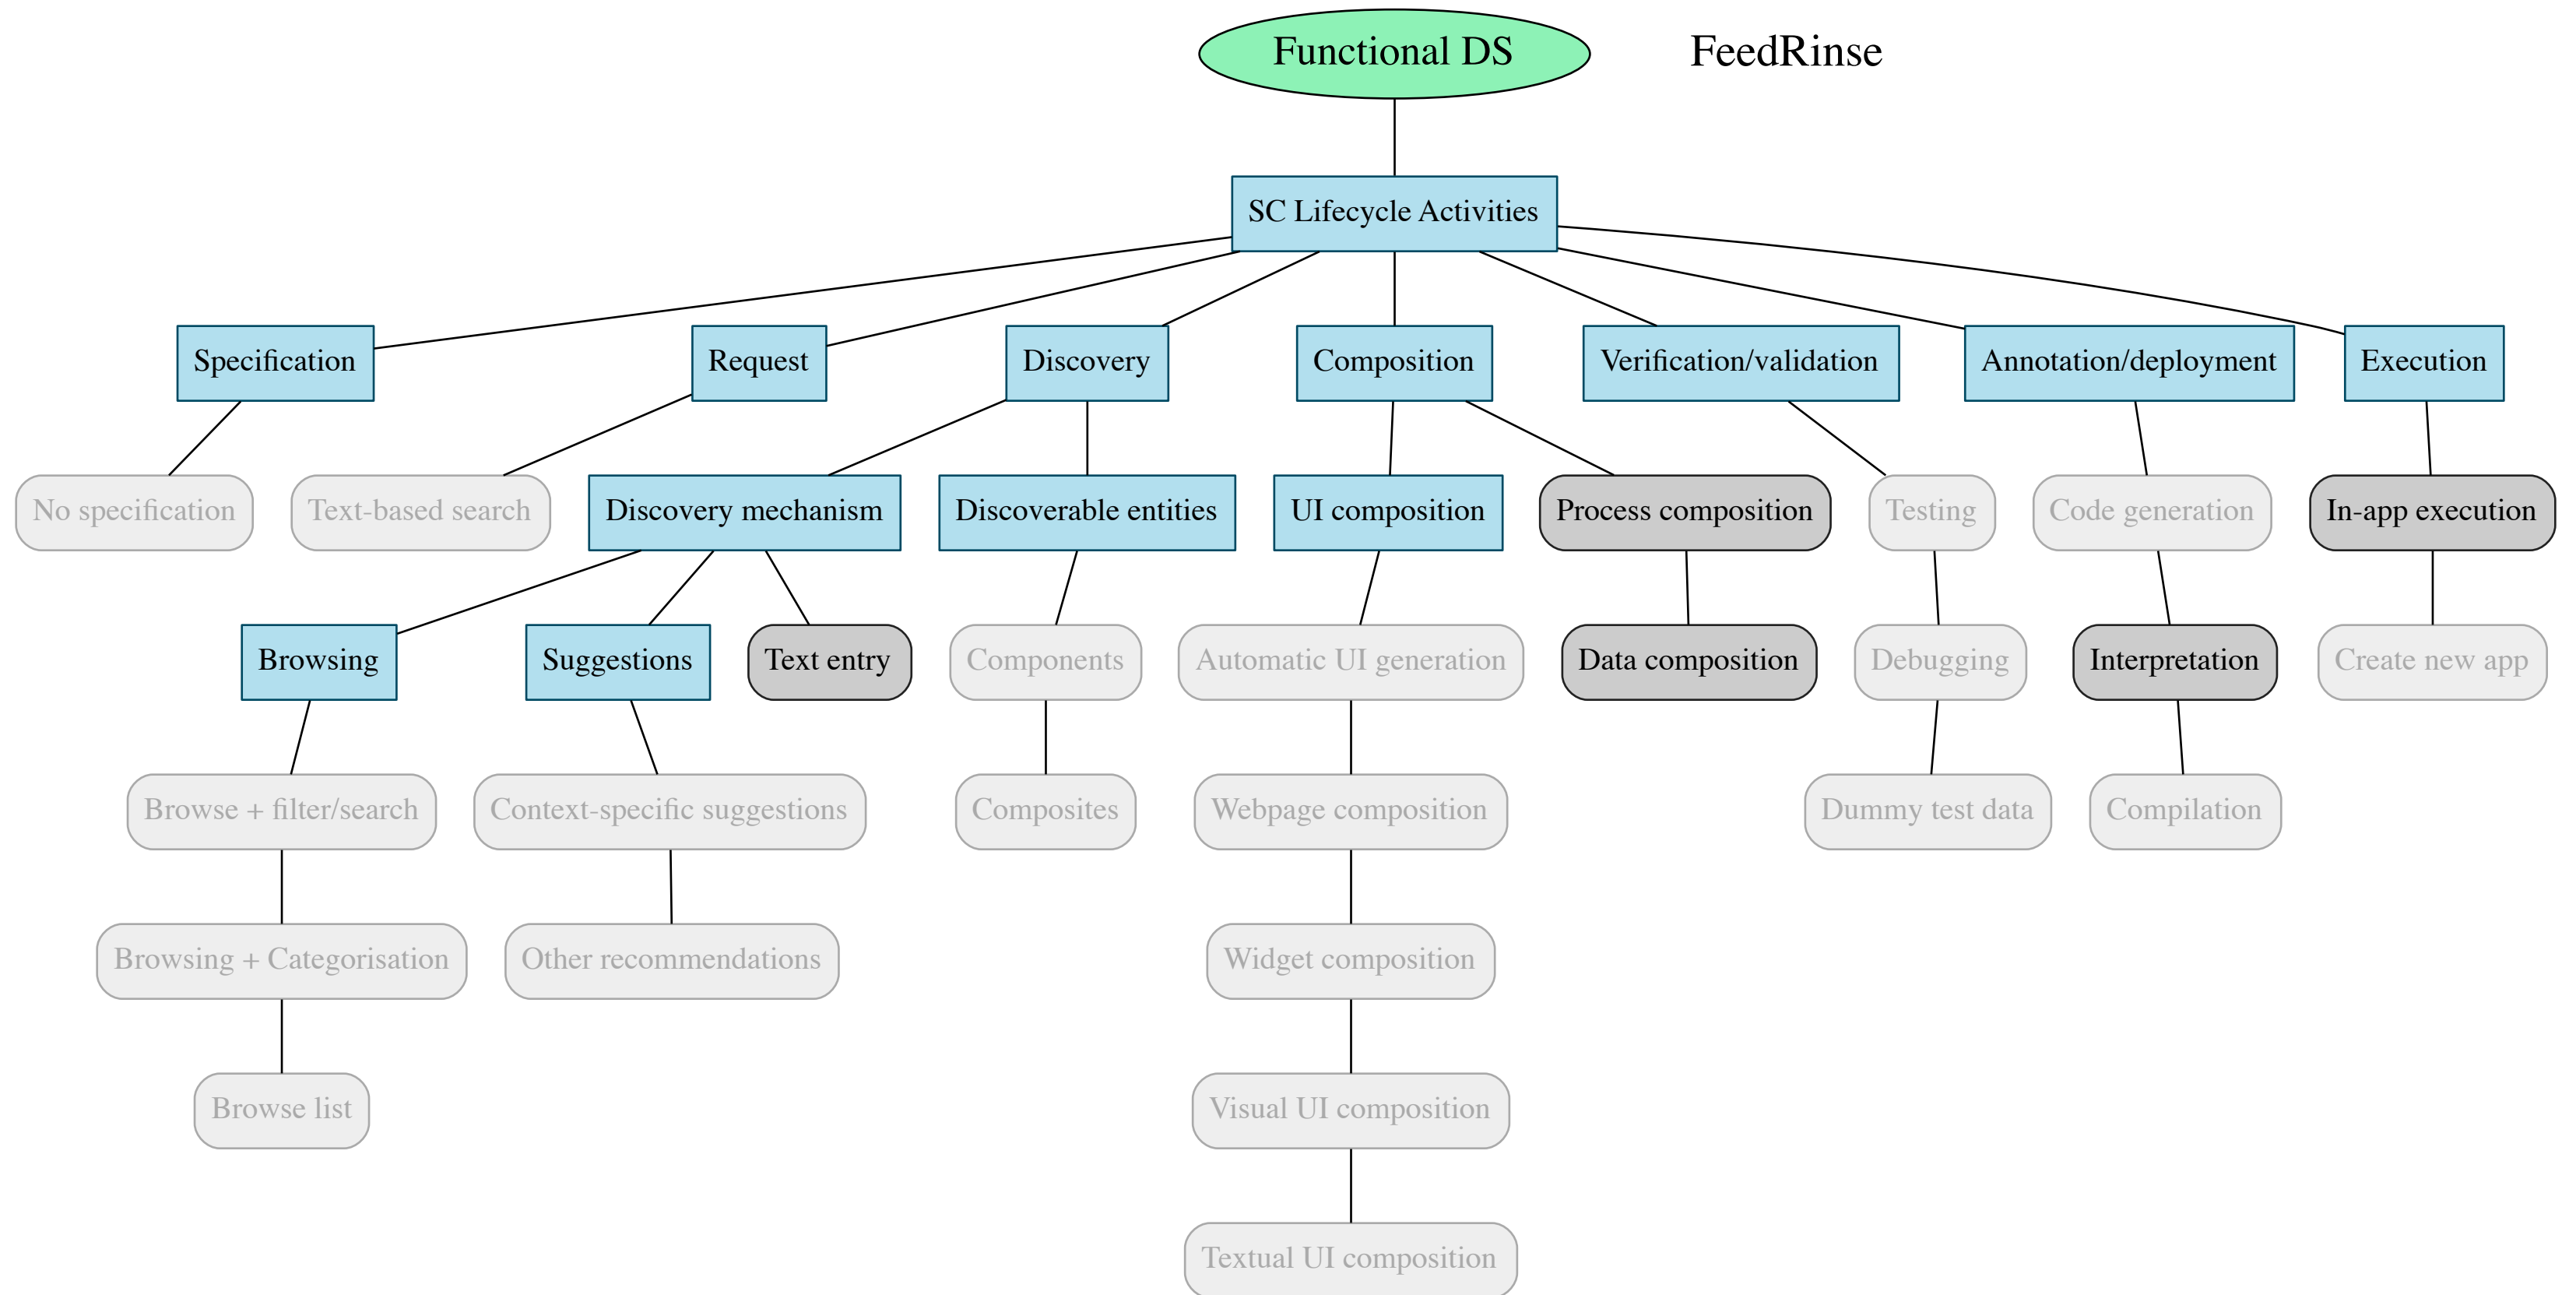 Functional DS
FeedRinse
SC Lifecycle Activities
Specification
Request
Discovery
Composition
Verification/validation
Annotation/deployment
Execution
No specification
Text-based search
Discovery mechanism
Discoverable entities
UI composition
Process composition
Testing
Code generation
In-app execution
Browsing
Suggestions
Text entry
Components
Automatic UI generation
Data composition
Debugging
Interpretation
Create new app
Browse + filter/search
Context-specific suggestions
Composites
Webpage composition
Dummy test data
Compilation
Browsing + Categorisation
Other recommendations
Widget composition
Browse list
Visual UI composition
Textual UI composition